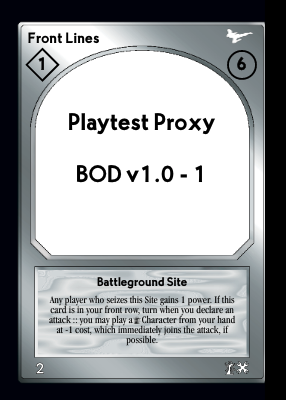 Front Lines
1
6
Playtest Proxy
BOD v1.0 - 1
Battleground Site
Any player who seizes this Site gains 1 power. If this
card is in your front row, turn when you declare an
attack :: you may play a Character from your hand
at -1 cost, which immediately joins the attack, if
possible.
2